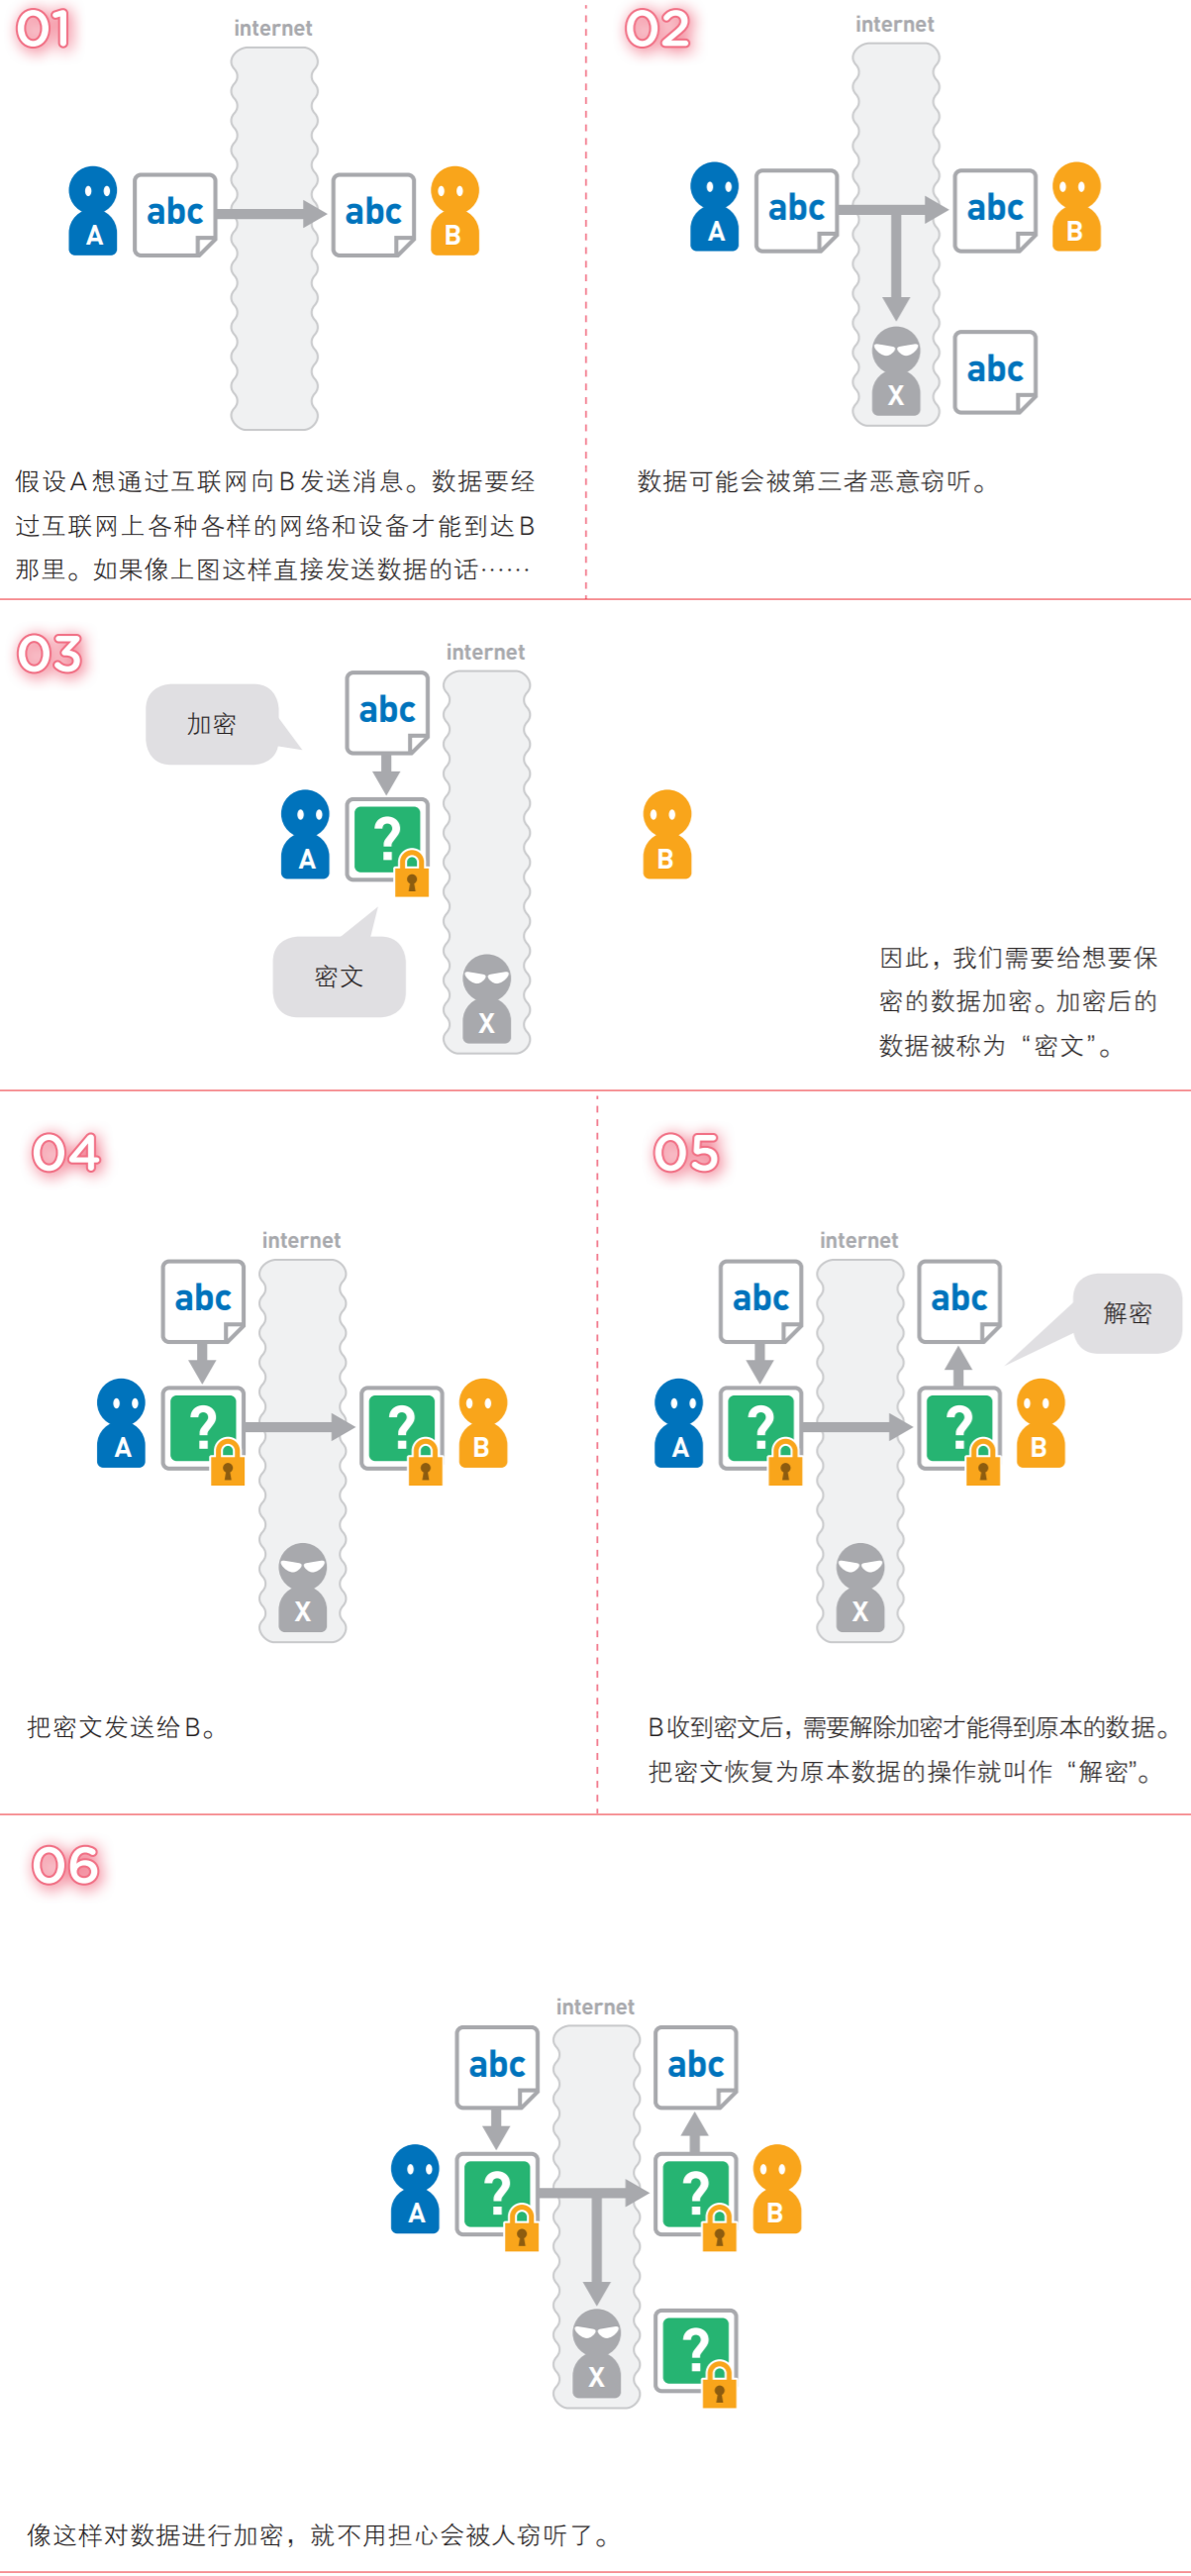 01
internet
A
abc
abc
B
假设A想通过互联网向B发送消息。数据要经
过互联网上各种各样的网络和设备才能到达B
那里。如果像上图这样直接发送数据的话……
02
internet
A
abc
abc
B
X
abc
数据可能会被第三者恶意窃听。
03
internet
加密
abc
A
?
B
密文
X
因此，我们需要给想要保
密的数据加密。加密后的
数据被称为“密文”。
04
internet
abc
A
?
?
B
X
把密文发送给B。
05
internet
abc
abc
解密
A
?
?
B
X
B收到密文后，需要解除加密才能得到原本的数据。
把密文恢复为原本数据的操作就叫作“解密”。
06
internet
abc
abc
A
?
?
B
X
?
像这样对数据进行加密，就不用担心会被人窃听了。